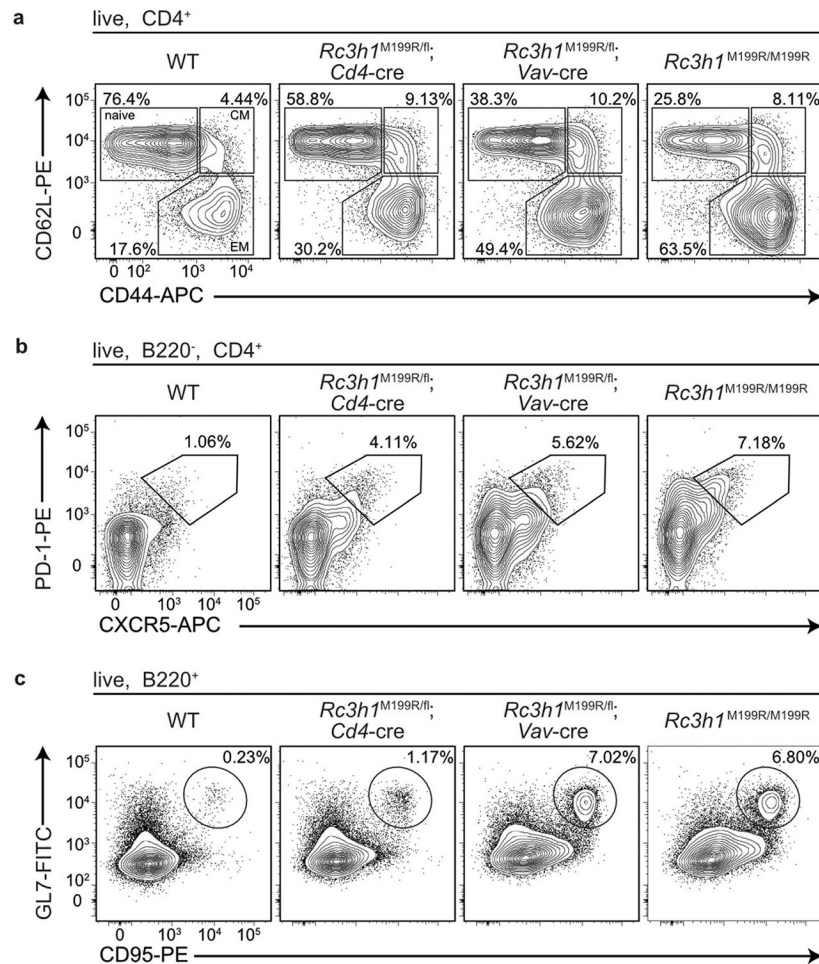 a
live, CD4⁺
WT
Rc3h1ᴹ¹⁹⁹ᴿ/ᶠˡ;
Cd4-cre
Rc3h1ᴹ¹⁹⁹ᴿ/ᶠˡ;
Vav-cre
Rc3h1ᴹ¹⁹⁹ᴿ/ᴹ¹⁹⁹ᴿ
76.4% 4.44% 58.8% 9.13% 38.3% 10.2% 25.8% 8.11%
naive CM
17.6% EM 30.2% 49.4% 63.5%
10⁵
10⁴
10³
0
CD62L-PE
0 10² 10³ 10⁴
CD44-APC
b
live, B220⁻, CD4⁺
WT
Rc3h1ᴹ¹⁹⁹ᴿ/ᶠˡ;
Cd4-cre
Rc3h1ᴹ¹⁹⁹ᴿ/ᶠˡ;
Vav-cre
Rc3h1ᴹ¹⁹⁹ᴿ/ᴹ¹⁹⁹ᴿ
1.06% 4.11% 5.62% 7.18%
10⁵
10⁴
10³
0
PD-1-PE
0 10³ 10⁴ 10⁵
CXCR5-APC
c
live, B220⁺
WT
Rc3h1ᴹ¹⁹⁹ᴿ/ᶠˡ;
Cd4-cre
Rc3h1ᴹ¹⁹⁹ᴿ/ᶠˡ;
Vav-cre
Rc3h1ᴹ¹⁹⁹ᴿ/ᴹ¹⁹⁹ᴿ
0.23% 1.17% 7.02% 6.80%
10⁵
10⁴
10³
10²
0
GL7-FITC
0 10³ 10⁴ 10⁵
CD95-PE